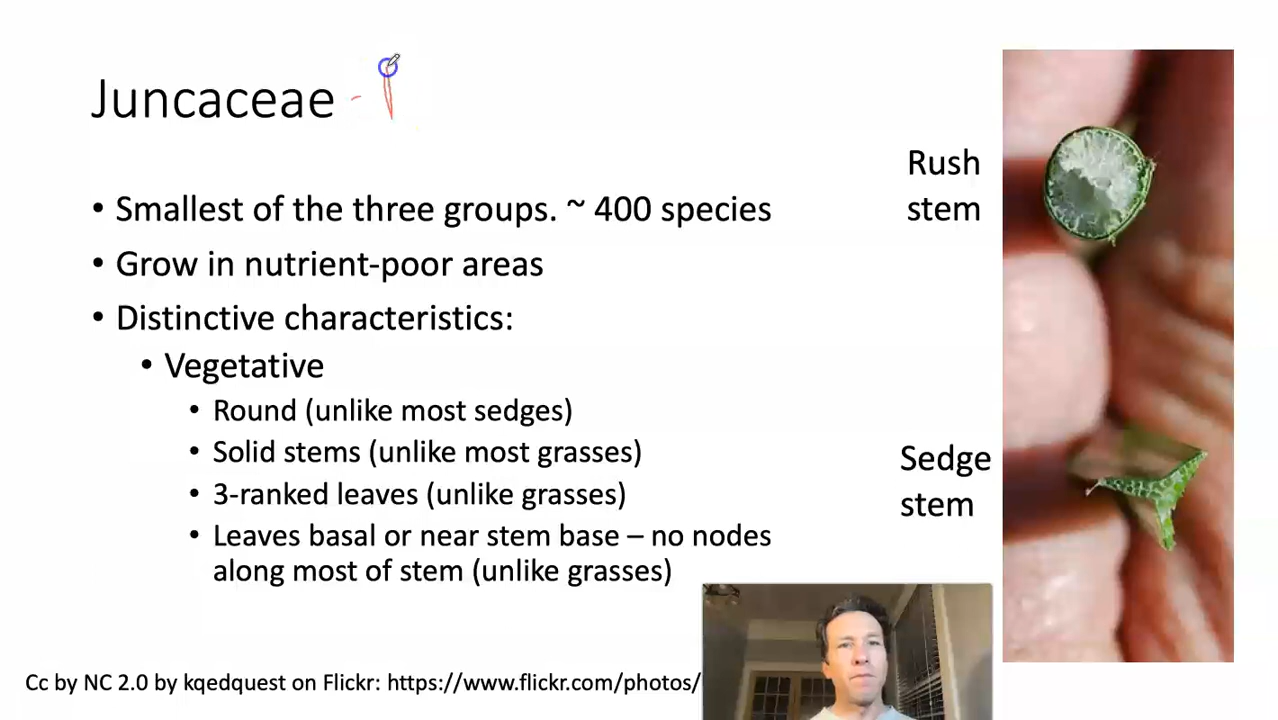 Juncaceae
• Smallest of the three groups. ~ 400 species
• Grow in nutrient-poor areas
• Distinctive characteristics:
• Vegetative
• Round (unlike most sedges)
• Solid stems (unlike most grasses)
• 3-ranked leaves (unlike grasses)
• Leaves basal or near stem base – no nodes
along most of stem (unlike grasses)
Rush
stem
Sedge
stem
Cc by NC 2.0 by kqedquest on Flickr: https://www.flickr.com/photos/